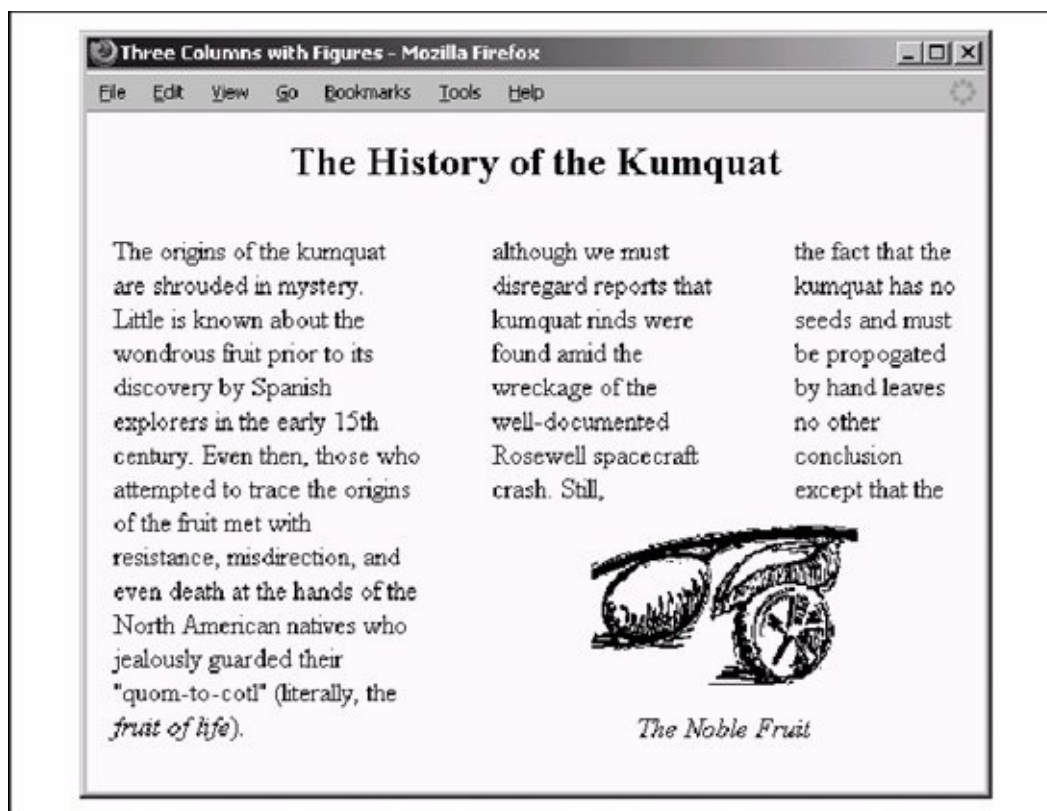 Three Columns with Figures - Mozilla Firefox
File Edit View Go Bookmarks Tools Help
The History of the Kumquat
The origins of the kumquat
are shrouded in mystery.
Little is known about the
wondrous fruit prior to its
discovery by Spanish
explorers in the early 15th
century. Even then, those who
attempted to trace the origins
of the fruit met with
resistance, misdirection, and
even death at the hands of the
North American natives who
jealously guarded their
"quom-to-cotl" (literally, the
fruit of life).
although we must
disregard reports that
kumquat rinds were
found amid the
wreckage of the
well-documented
Rosewell spacecraft
crash. Still,
the fact that the
kumquat has no
seeds and must
be propogated
by hand leaves
no other
conclusion
except that the
The Noble Fruit